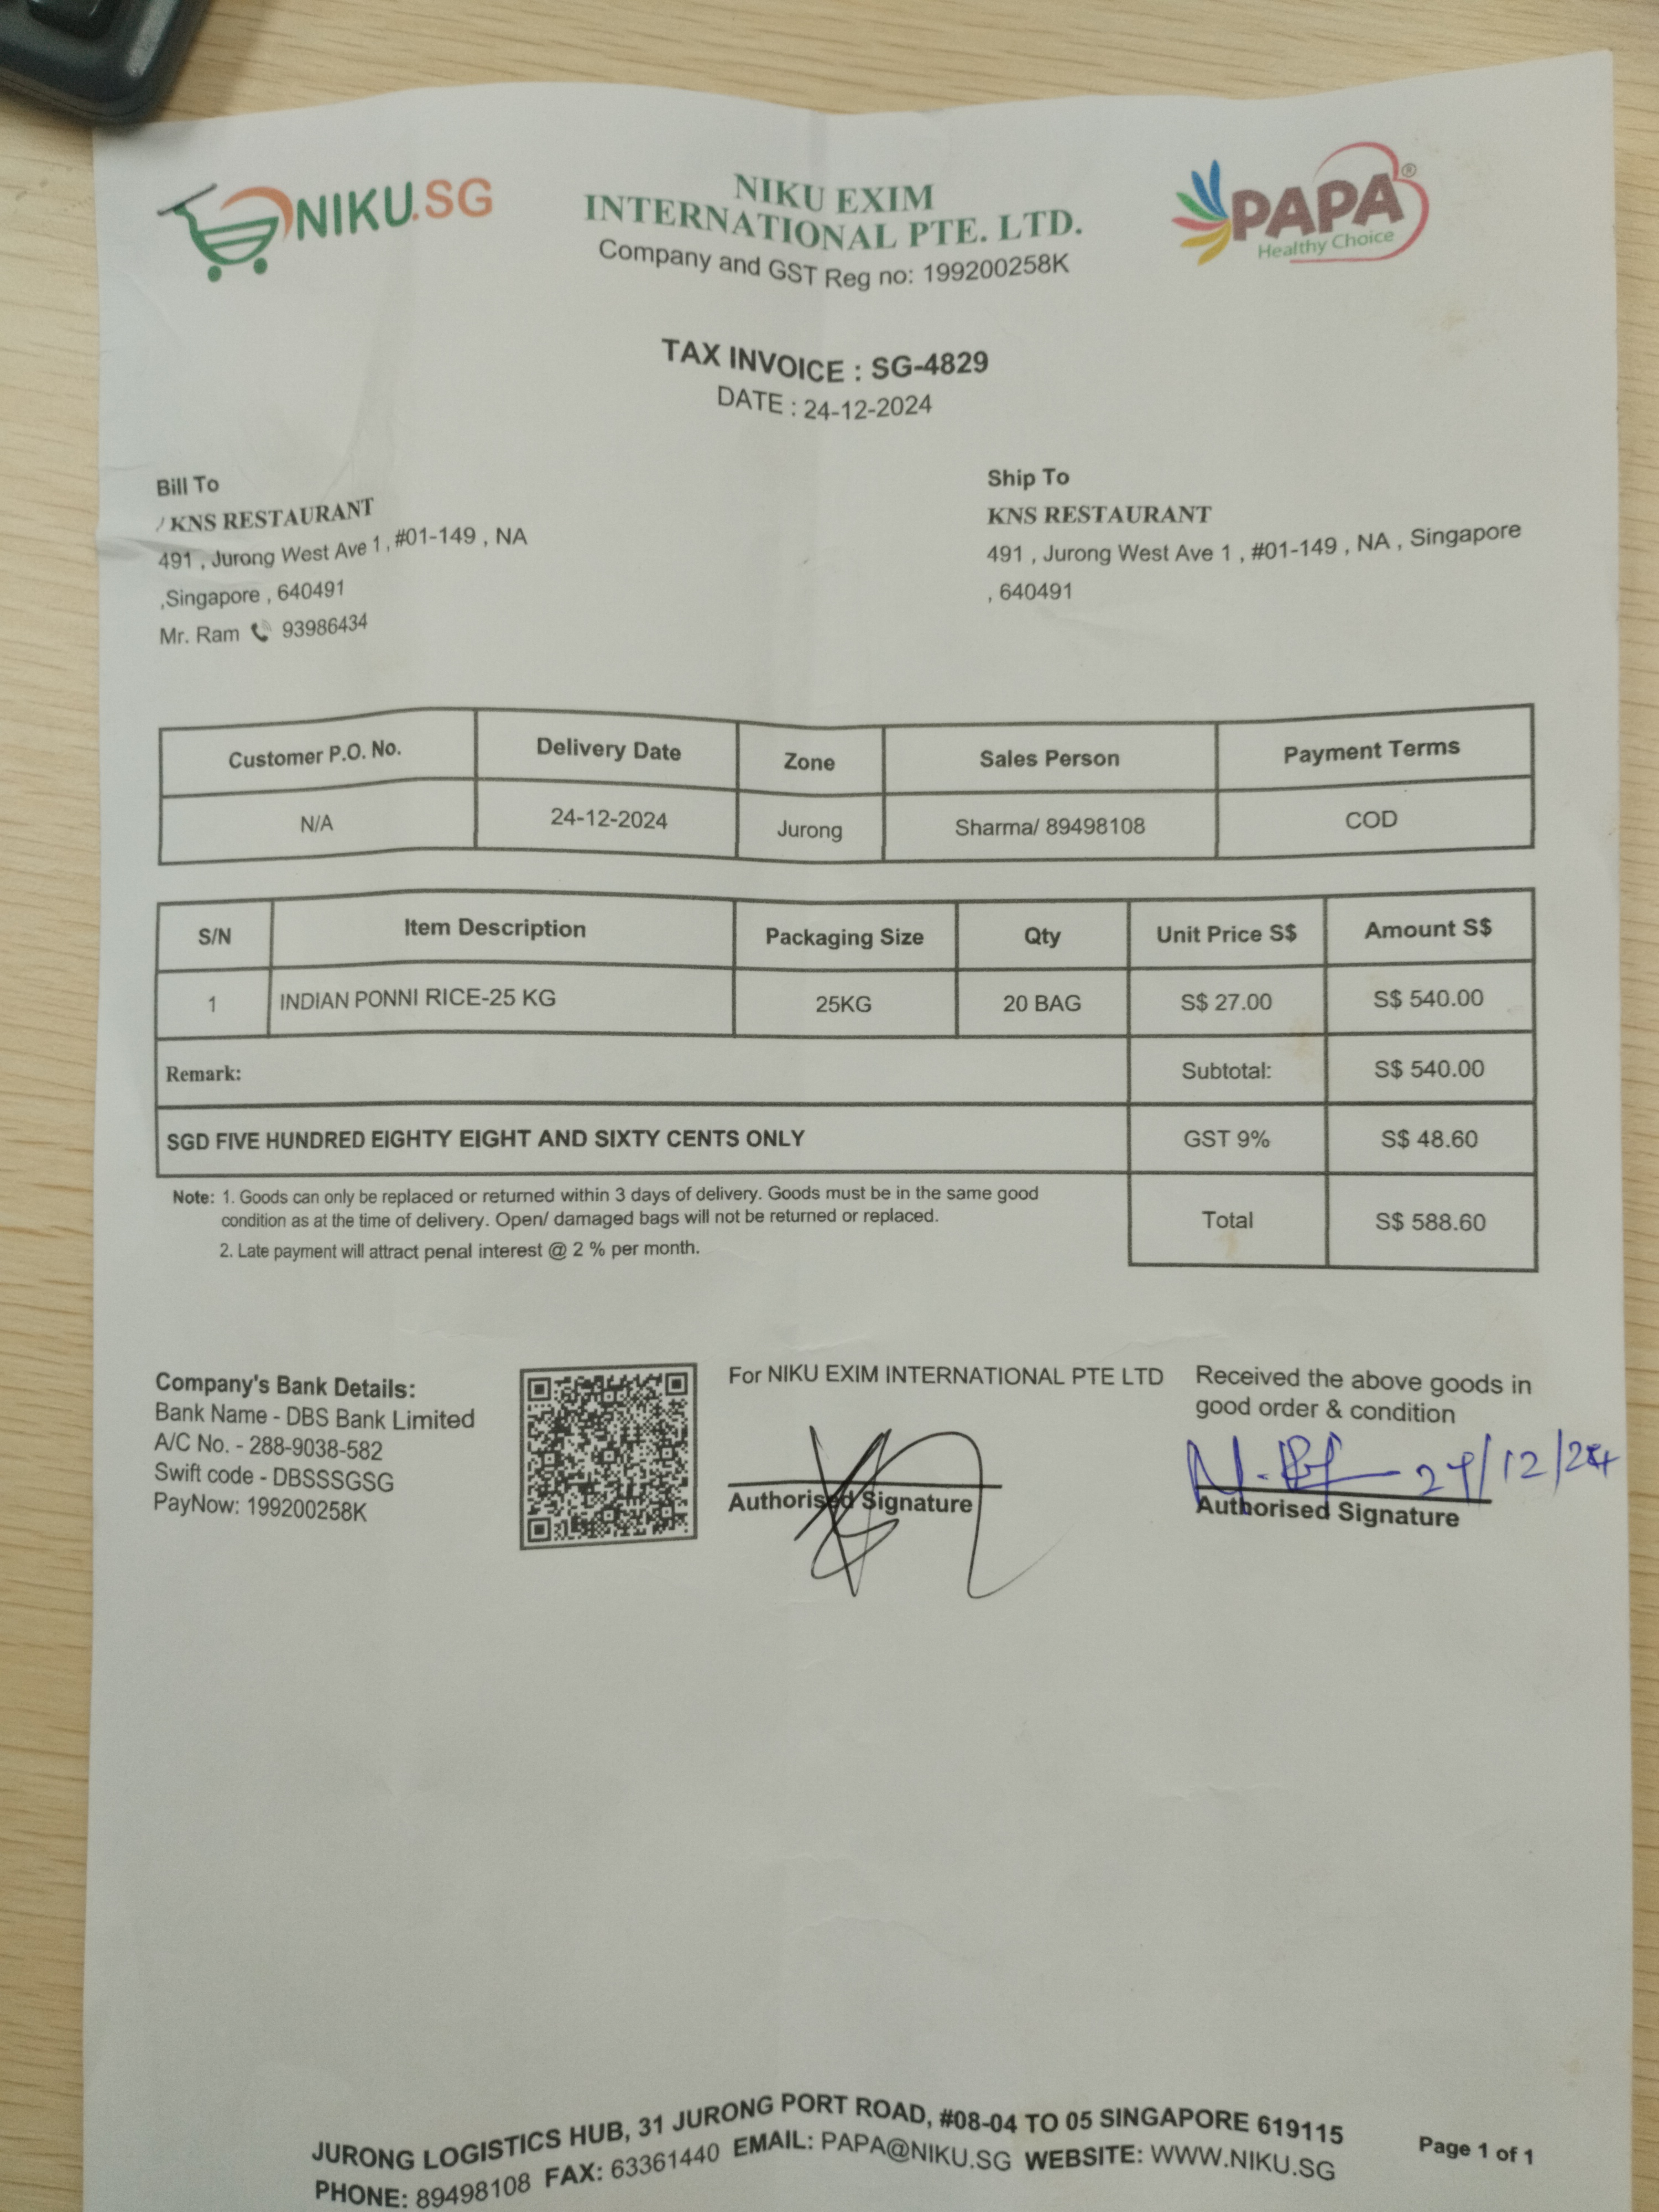 NIKU.SG
NIKU EXIM
INTERNATIONAL PTE. LTD.
Company and GST Reg no: 199200258K
PAPA®
Healthy Choice
TAX INVOICE : SG-4829
DATE : 24-12-2024
Bill To
/ KNS RESTAURANT
491 , Jurong West Ave 1 , #01-149 , NA
,Singapore , 640491
Mr. Ram 93986434
Ship To
KNS RESTAURANT
491 , Jurong West Ave 1 , #01-149 , NA , Singapore
, 640491
Customer P.O. No. Delivery Date Zone Sales Person Payment Terms
N/A 24-12-2024 Jurong Sharma/ 89498108 COD
S/N Item Description Packaging Size Qty Unit Price S$ Amount S$
1 INDIAN PONNI RICE-25 KG 25KG 20 BAG S$ 27.00 S$ 540.00
Remark: Subtotal: S$ 540.00
SGD FIVE HUNDRED EIGHTY EIGHT AND SIXTY CENTS ONLY GST 9% S$ 48.60
Total S$ 588.60
Note: 1. Goods can only be replaced or returned within 3 days of delivery. Goods must be in the same good
condition as at the time of delivery. Open/ damaged bags will not be returned or replaced.
2. Late payment will attract penal interest @ 2 % per month.
Company's Bank Details:
Bank Name - DBS Bank Limited
A/C No. - 288-9038-582
Swift code - DBSSSGSG
PayNow: 199200258K
For NIKU EXIM INTERNATIONAL PTE LTD
Authorised Signature
Received the above goods in
good order & condition
/12/24
Authorised Signature
JURONG LOGISTICS HUB, 31 JURONG PORT ROAD, #08-04 TO 05 SINGAPORE 619115
PHONE: 89498108 FAX: 63361440 EMAIL: PAPA@NIKU.SG WEBSITE: WWW.NIKU.SG
Page 1 of 1